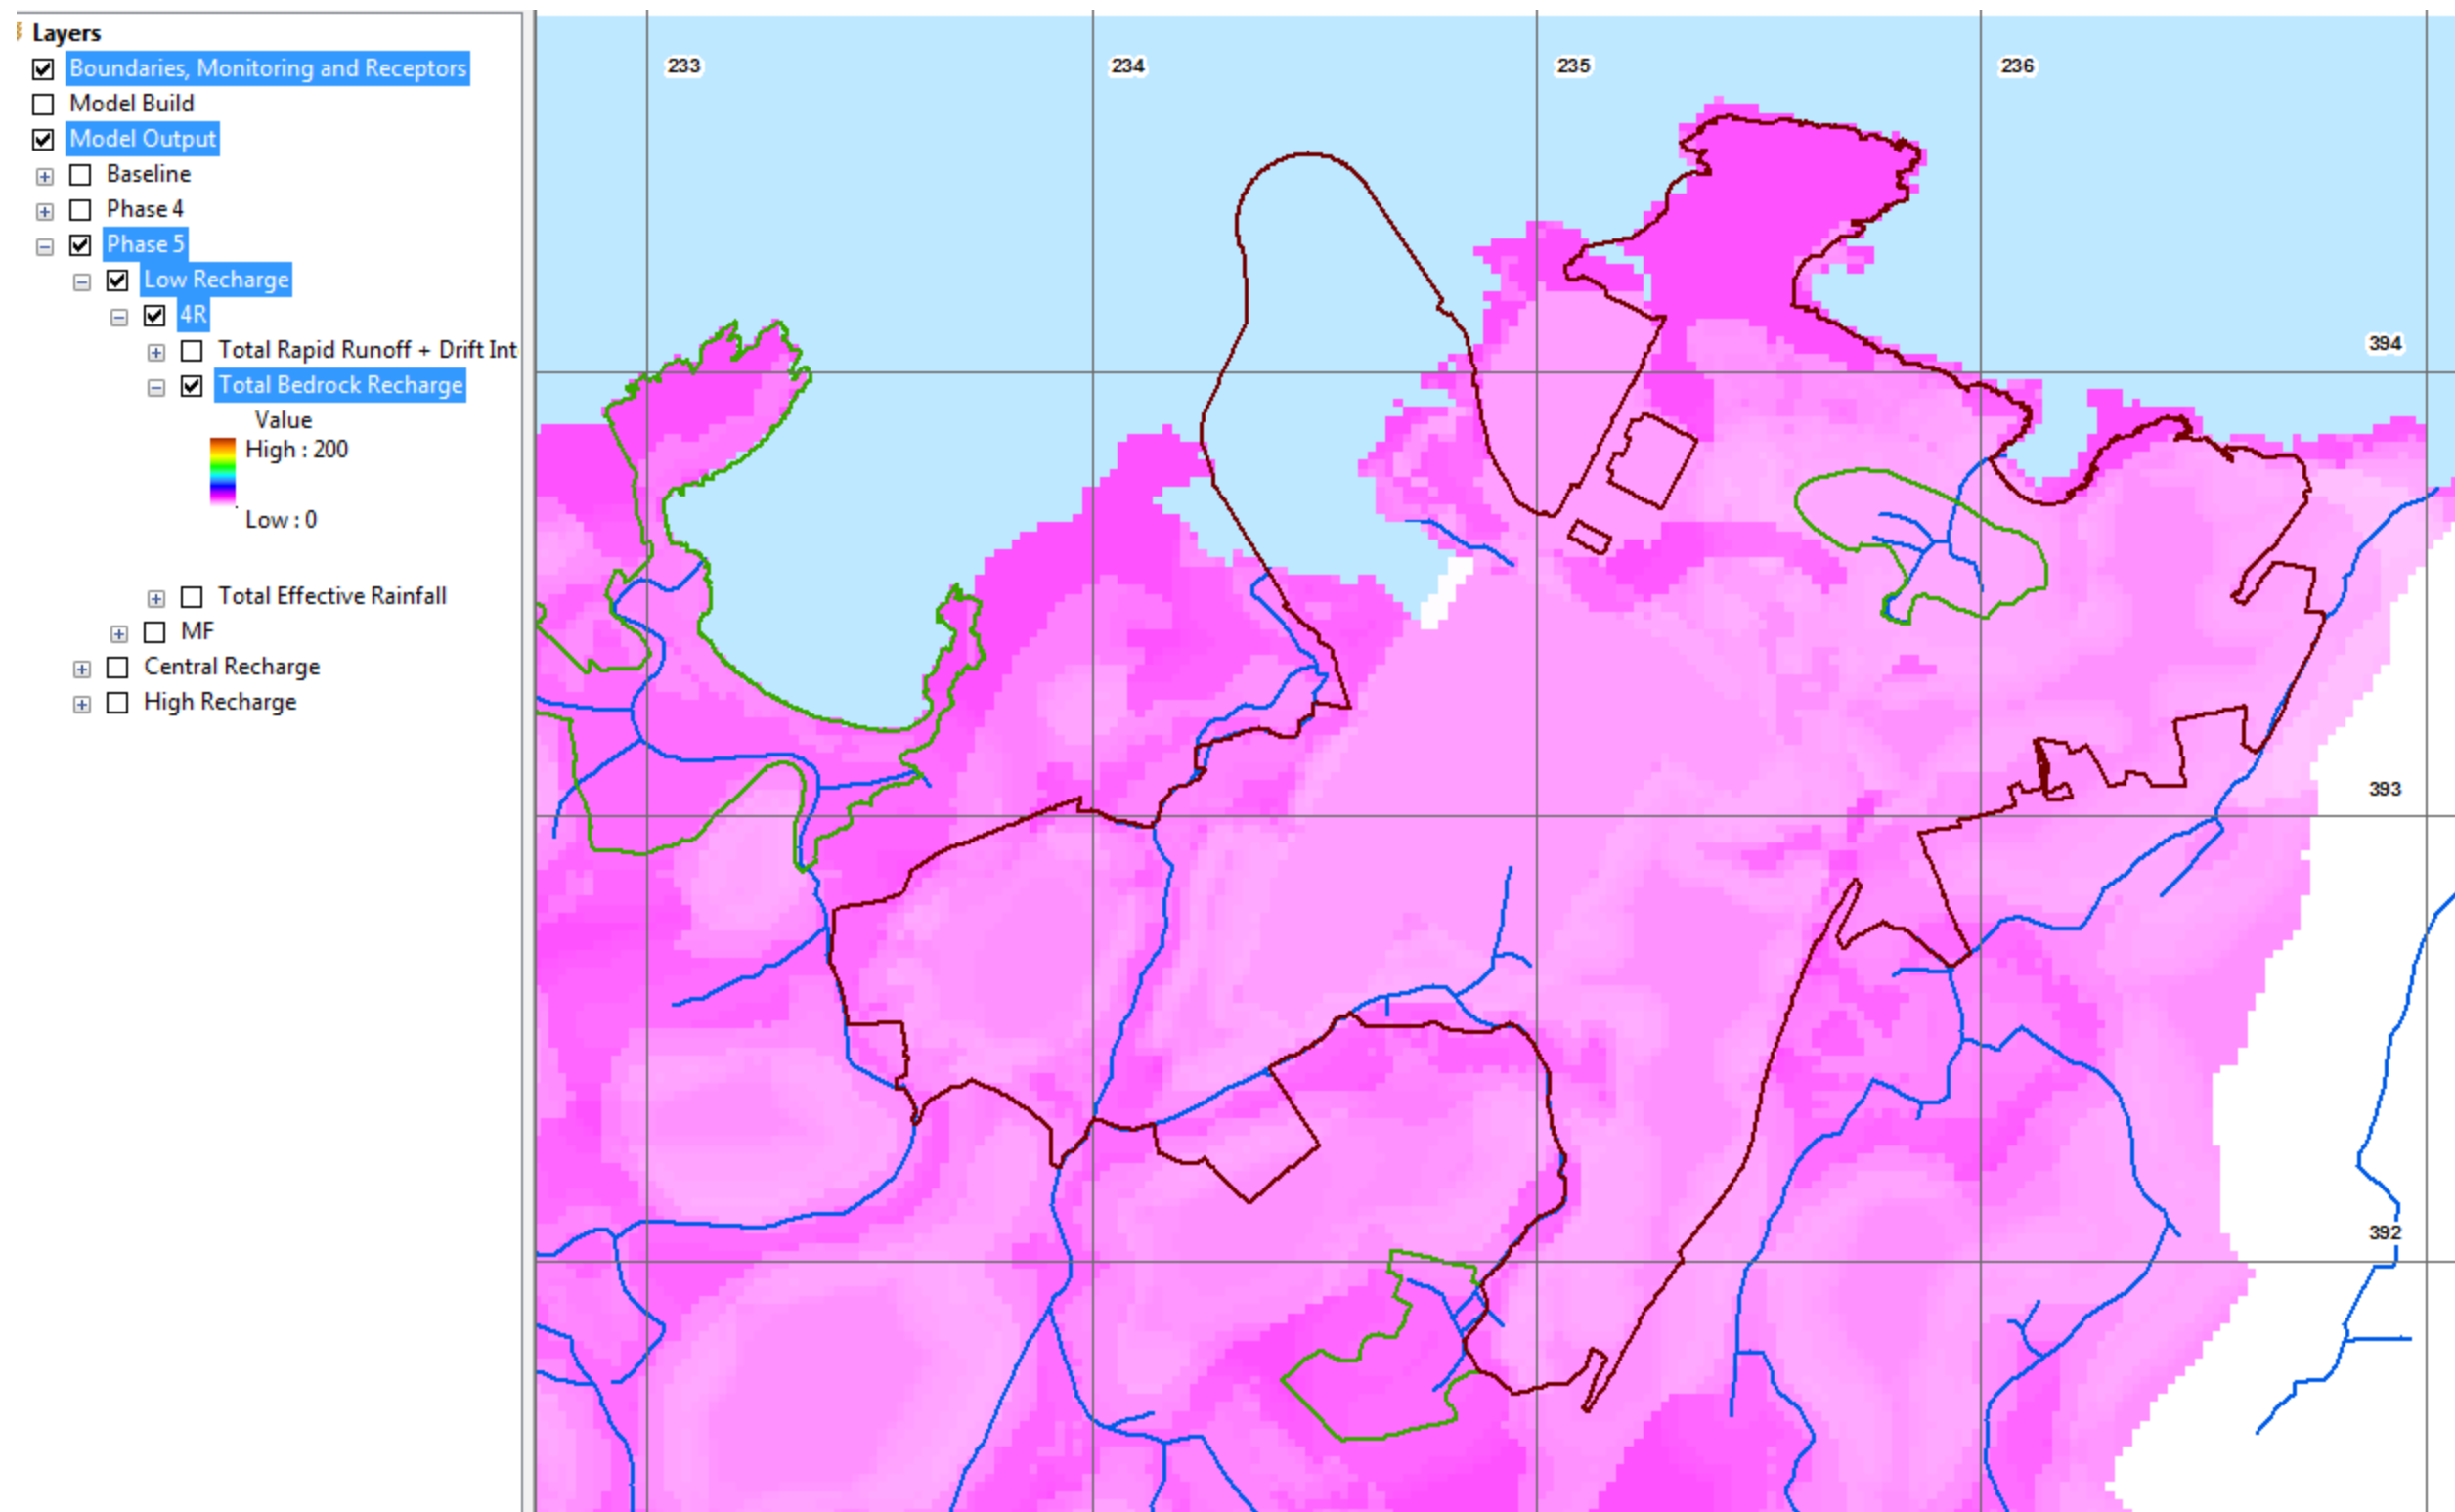 Layers
Boundaries, Monitoring and Receptors
Model Build
Model Output
Baseline
Phase 4
Phase 5
Low Recharge
4R
Total Rapid Runoff + Drift Int
Total Bedrock Recharge
Value
High : 200
Low : 0
Total Effective Rainfall
MF
Central Recharge
High Recharge
233
234
235
236
394
393
392